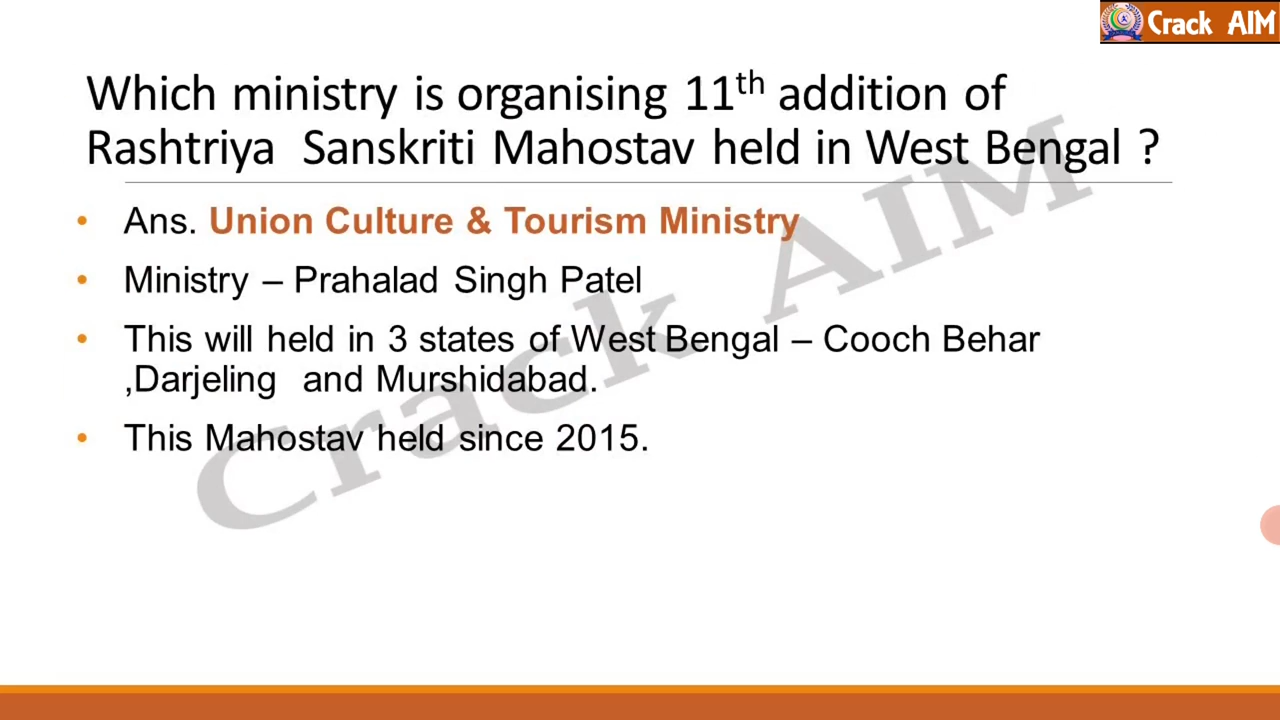 Crack AIM
Which ministry is organising 11th addition of
Rashtriya Sanskriti Mahostav held in West Bengal ?
• Ans. Union Culture & Tourism Ministry
• Ministry – Prahalad Singh Patel
• This will held in 3 states of West Bengal – Cooch Behar
,Darjeling and Murshidabad.
• This Mahostav held since 2015.
Crack AIM